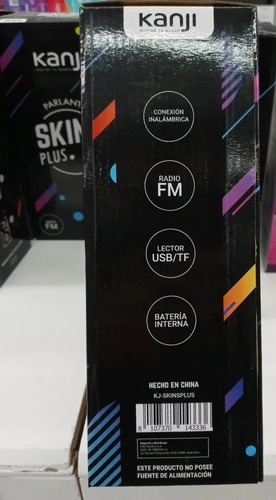 kanji
kanji
PARLANTE
SKIN
PLUS
FM
CONEXIÓN
INALÁMBRICA
RADIO
FM
LECTOR
USB/TF
BATERÍA
INTERNA
HECHO EN CHINA
KJ-SKINSPLUS
8 107370 143336
ESTE PRODUCTO NO POSEE
FUENTE DE ALIMENTACIÓN